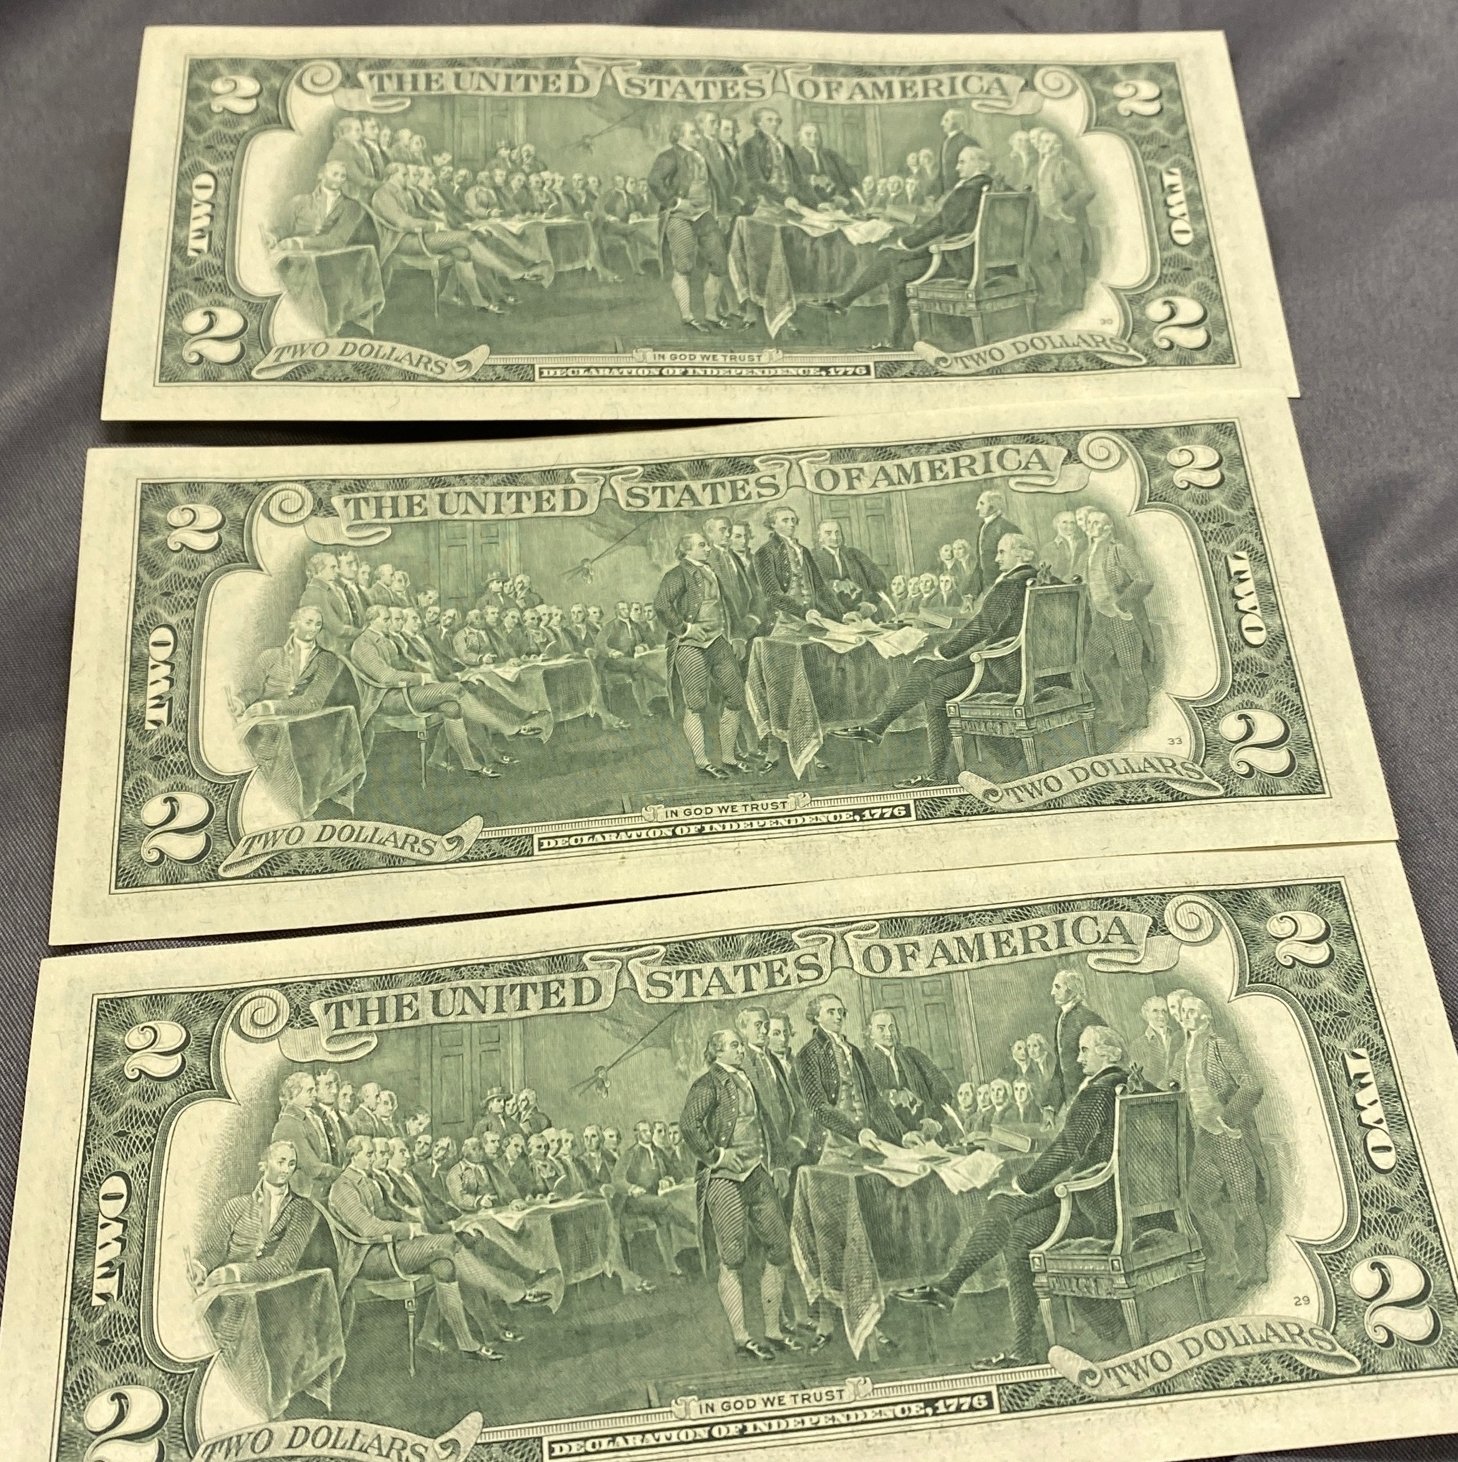 2 THE UNITED STATES OF AMERICA 2
TWO TWO
30
2 TWO DOLLARS IN GOD WE TRUST TWO DOLLARS 2
DECLARATION OF INDEPENDENCE, 1776
2 THE UNITED STATES OF AMERICA 2
TWO TWO
33
2 TWO DOLLARS IN GOD WE TRUST TWO DOLLARS 2
DECLARATION OF INDEPENDENCE, 1776
2 THE UNITED STATES OF AMERICA 2
TWO TWO
29
2 TWO DOLLARS IN GOD WE TRUST TWO DOLLARS 2
DECLARATION OF INDEPENDENCE, 1776